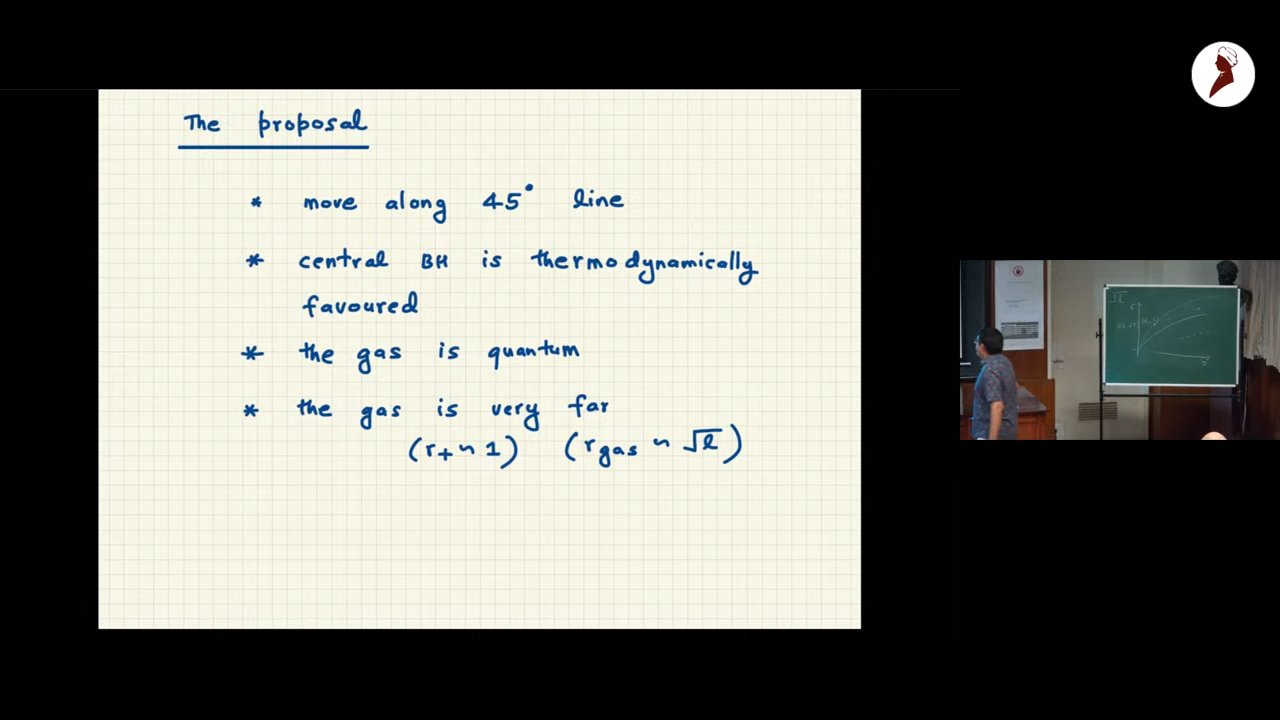 The proposal
* move along 45° line
* central BH is thermodynamically
favoured
* the gas is quantum
* the gas is very far
(r+ ~ 1) (rgas ~ √l)